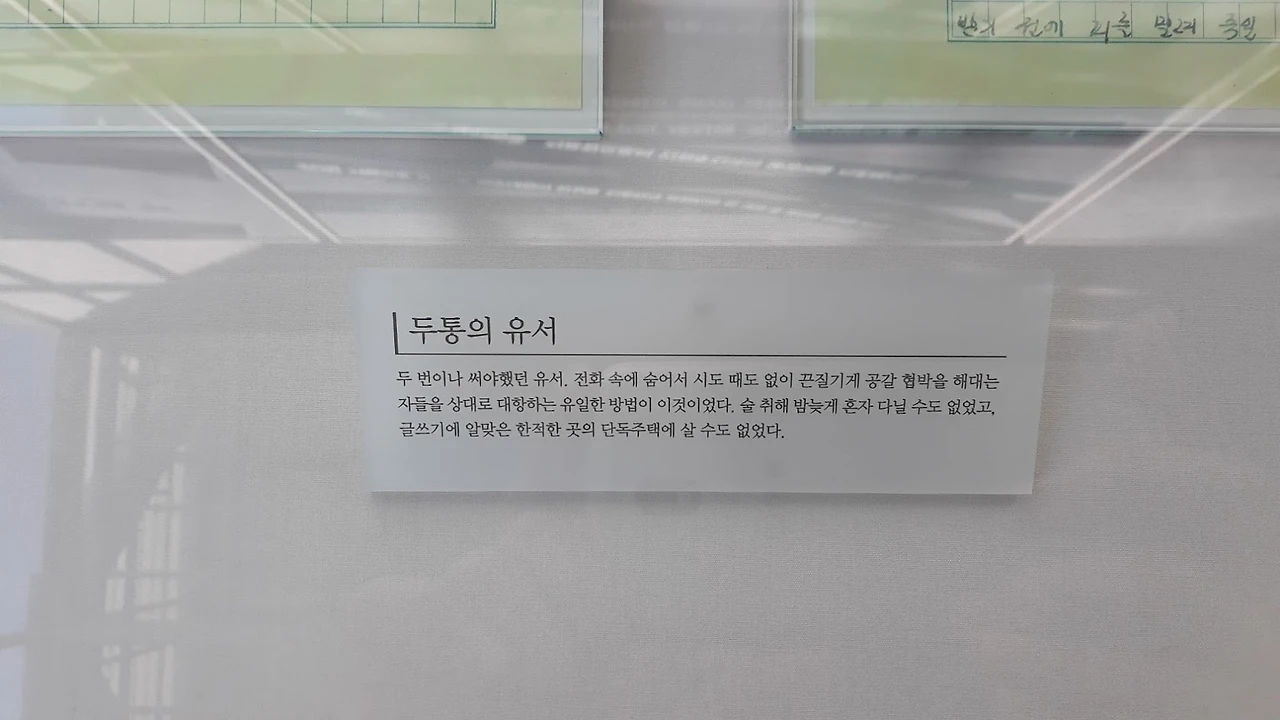 두통의 유서
두 번이나 써야했던 유서. 전화 속에 숨어서 시도 때도 없이 끈질기게 공갈 협박을 해대는
자들을 상대로 대항하는 유일한 방법이 이것이었다. 술 취해 밤늦게 혼자 다닐 수도 없었고,
글쓰기에 알맞은 한적한 곳의 단독주택에 살 수도 없었다.